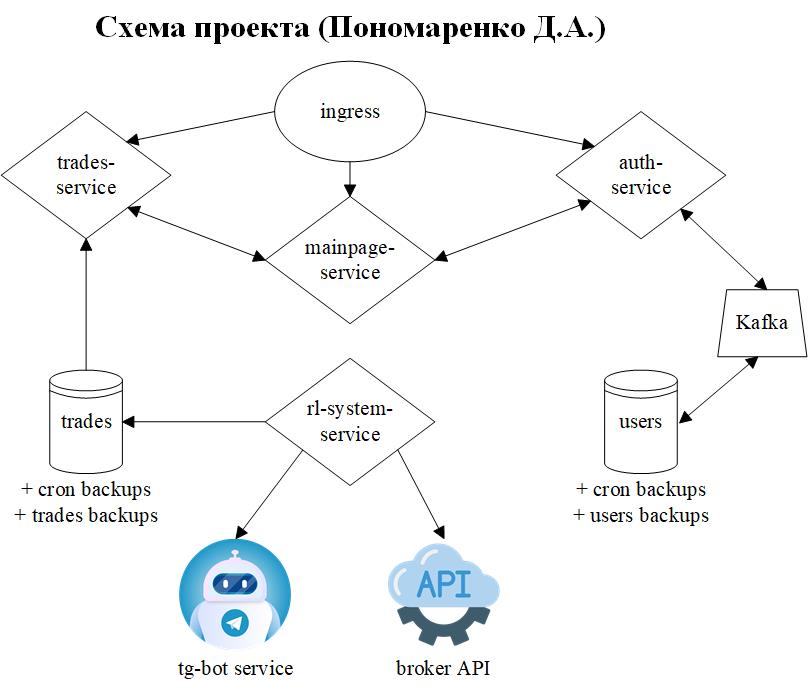 Схема проекта (Пономаренко Д.А.)
ingress
trades-
service
auth-
service
mainpage-
service
Kafka
trades
rl-system-
service
users
+ cron backups
+ trades backups
+ cron backups
+ users backups
API
tg-bot service
broker API